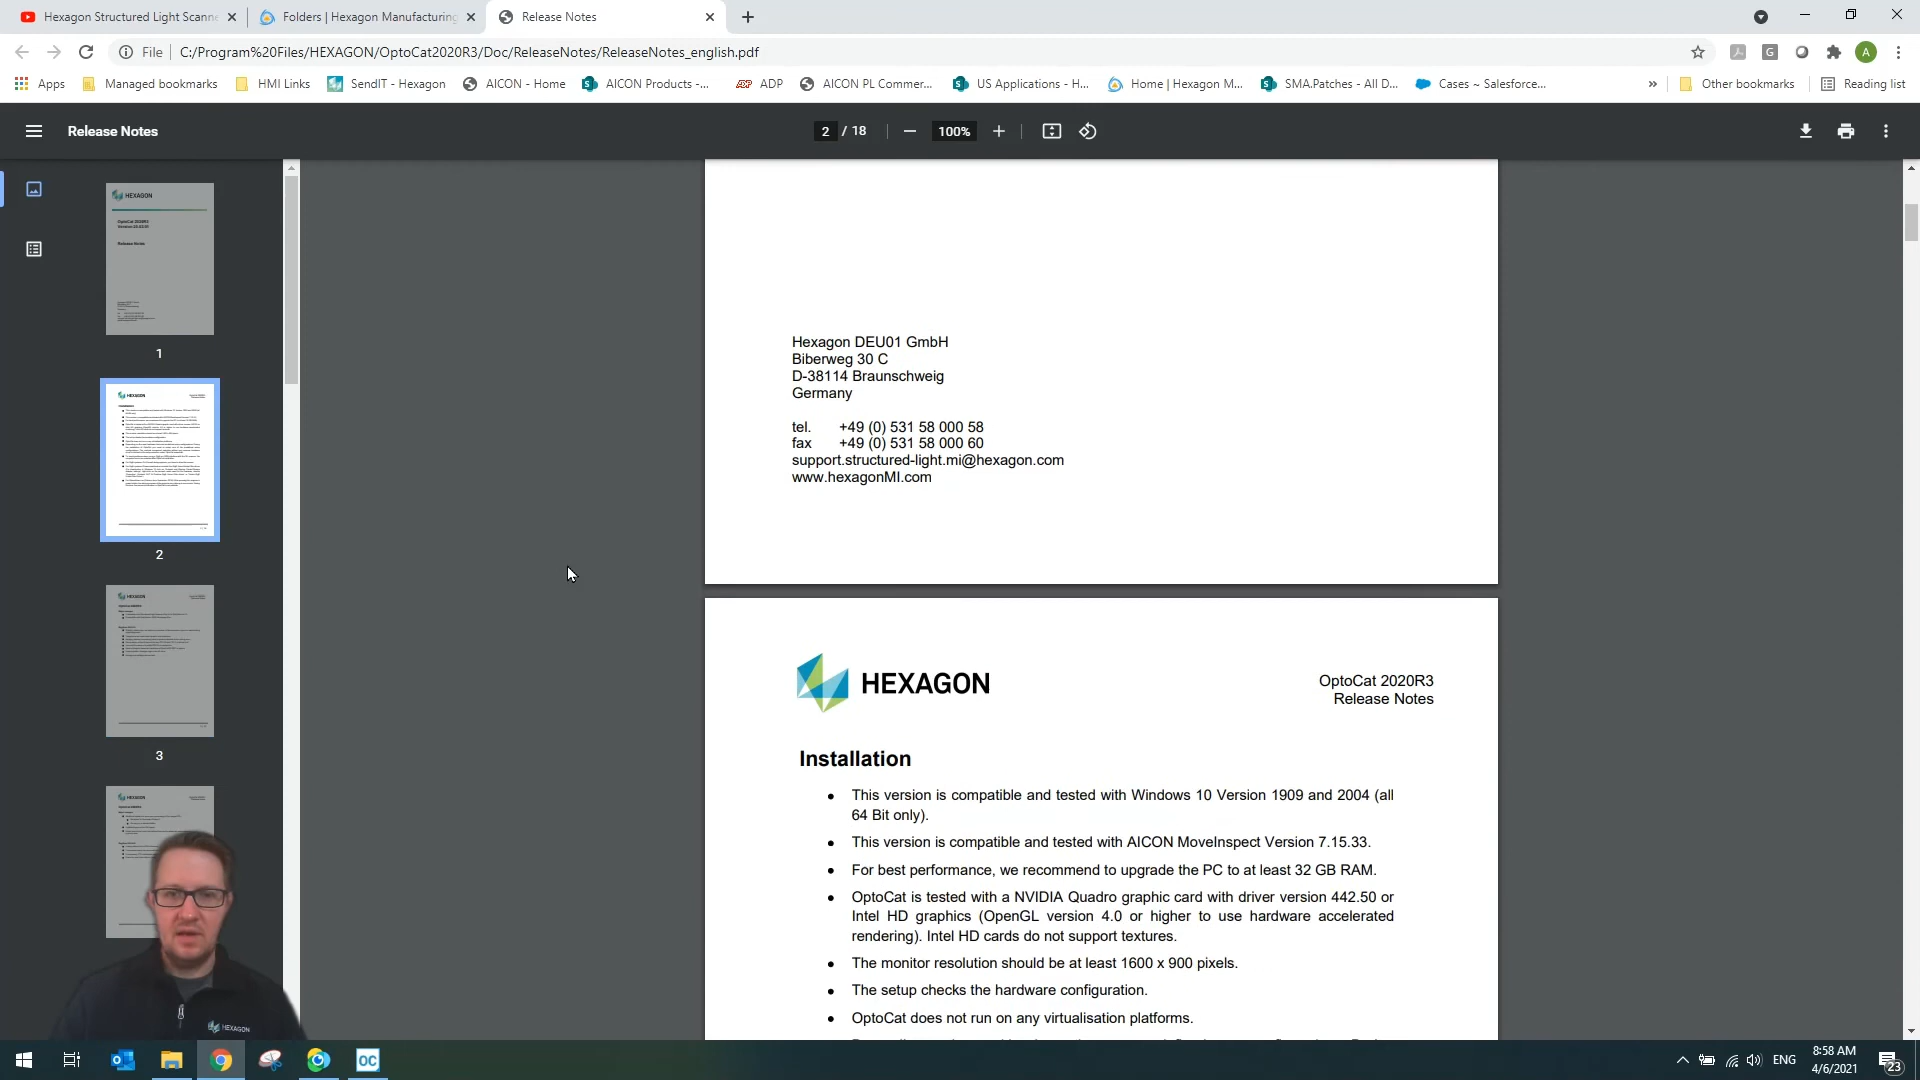 Hexagon Structured Light Scanne
Folders | Hexagon Manufacturing
Release Notes
File
C:/Program%20Files/HEXAGON/OptoCat2020R3/Doc/ReleaseNotes/ReleaseNotes_english.pdf
G
A
Apps
Managed bookmarks
HMI Links
SendIT - Hexagon
AICON - Home
AICON Products -...
ADP
AICON PL Commer...
US Applications - H...
Home | Hexagon M...
SMA.Patches - All D...
Cases ~ Salesforce...
»
Other bookmarks
Reading list
Release Notes
2 / 18
100%
HEXAGON
Release Notes
1
HEXAGON
2
HEXAGON
3
HEXAGON
Hexagon DEU01 GmbH
Biberweg 30 C
D-38114 Braunschweig
Germany
tel. +49 (0) 531 58 000 58
fax +49 (0) 531 58 000 60
support.structured-light.mi@hexagon.com
www.hexagonMI.com
HEXAGON
OptoCat 2020R3
Release Notes
Installation
• This version is compatible and tested with Windows 10 Version 1909 and 2004 (all
64 Bit only).
• This version is compatible and tested with AICON MoveInspect Version 7.15.33.
• For best performance, we recommend to upgrade the PC to at least 32 GB RAM.
• OptoCat is tested with a NVIDIA Quadro graphic card with driver version 442.50 or
Intel HD graphics (OpenGL version 4.0 or higher to use hardware accelerated
rendering). Intel HD cards do not support textures.
• The monitor resolution should be at least 1600 x 900 pixels.
• The setup checks the hardware configuration.
• OptoCat does not run on any virtualisation platforms.
HEXAGON
OC
ENG
8:58 AM
4/6/2021
23